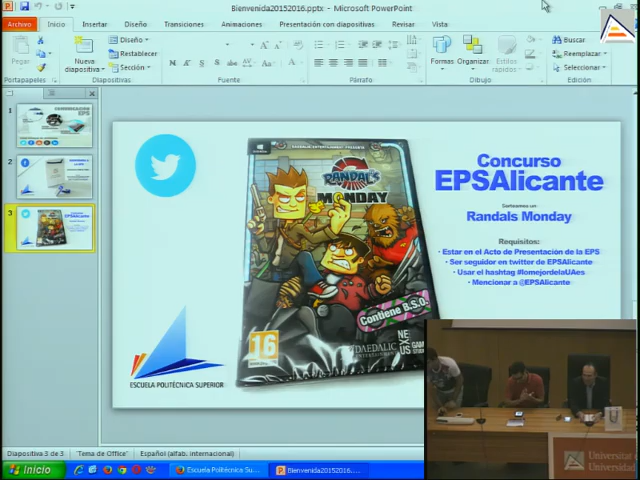 Bienvenida20152016.pptx - Microsoft PowerPoint
Archivo
Inicio
Insertar
Diseño
Transiciones
Animaciones
Presentación con diapositivas
Revisar
Vista
Pegar
Nueva
diapositiva
Diseño
Restablecer
Sección
Formas
Organizar
Estilos
rápidos
Buscar
Reemplazar
Seleccionar
Portapapeles
Diapositivas
Fuente
Párrafo
Dibujo
Edición
1
2
3
RANDAL'S
MONDAY
Contiene B.S.O.
16
DAEDALIC
ENTERTAINMENT
ESCUELA POLITÉCNICA SUPERIOR
Concurso
EPSAlicante
Sorteamos un
Randals Monday
Requisitos:
· Estar en el Acto de Presentación de la EPS
· Ser seguidor en twitter de EPSAlicante
· Usar el hashtag #lomejordelaUAes
· Mencionar a @EPSAlicante
Diapositiva 3 de 3
"Tema de Office"
Español (alfab. internacional)
Inicio
Escuela Politécnica Su...
Bienvenida20152016....